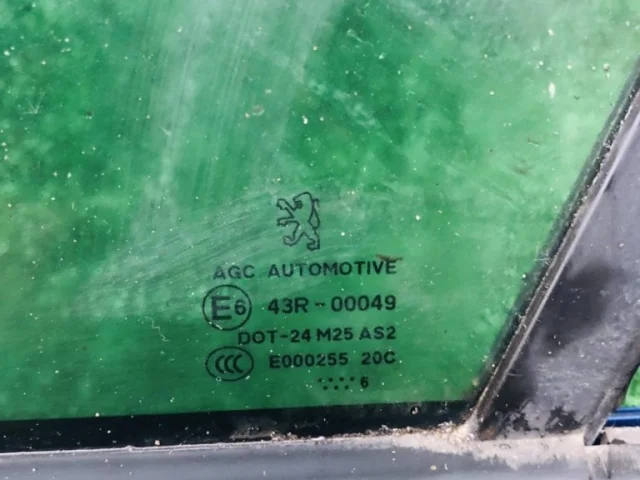 AGC AUTOMOTIVE
E6 43R-00049
DOT-24 M25 AS2
CCC E000255 20C
6